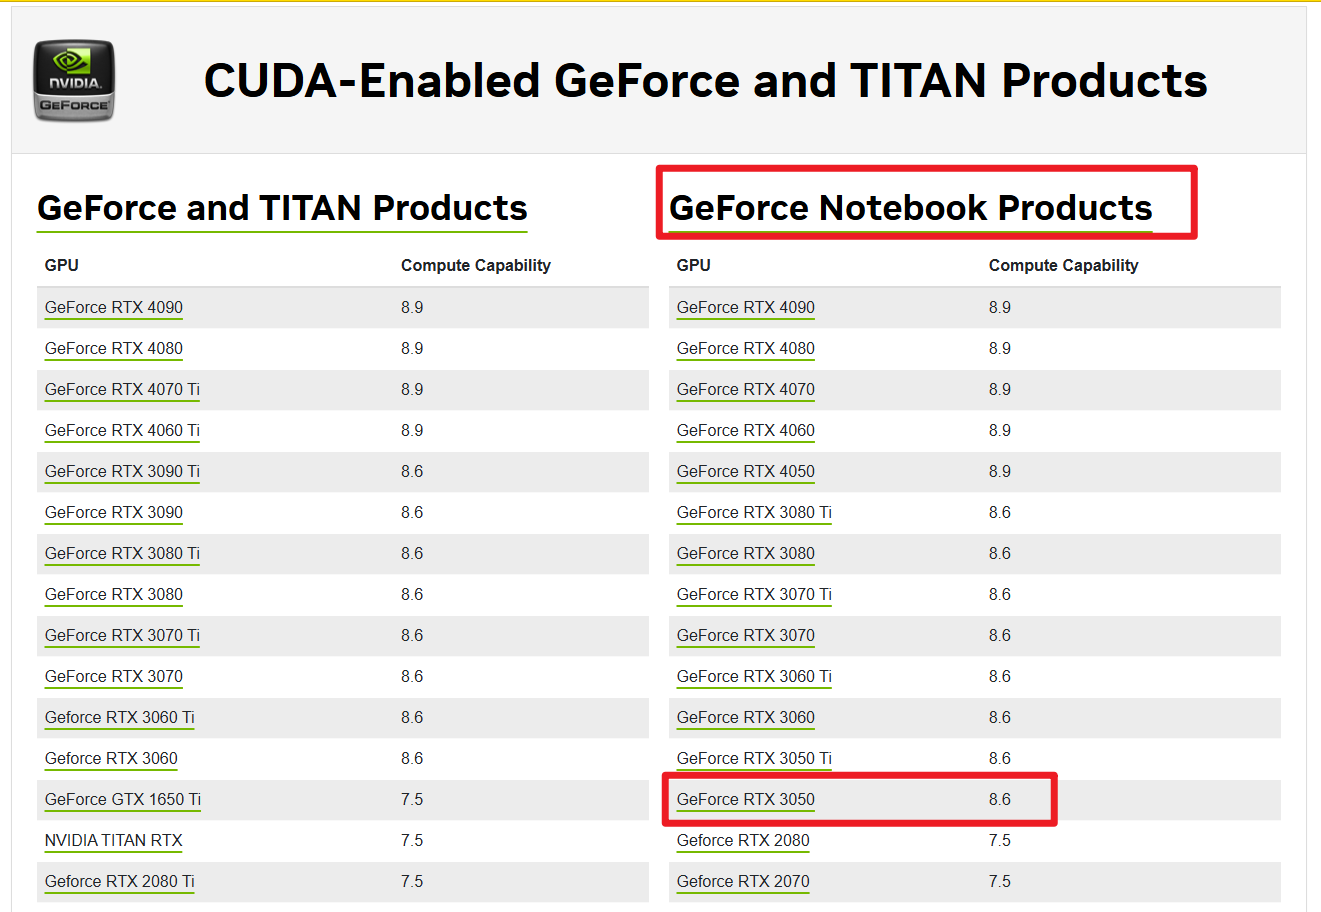 NVIDIA.
GEFORCE
CUDA-Enabled GeForce and TITAN Products
GeForce and TITAN Products
GPU Compute Capability
GeForce RTX 4090 8.9
GeForce RTX 4080 8.9
GeForce RTX 4070 Ti 8.9
GeForce RTX 4060 Ti 8.9
GeForce RTX 3090 Ti 8.6
GeForce RTX 3090 8.6
GeForce RTX 3080 Ti 8.6
GeForce RTX 3080 8.6
GeForce RTX 3070 Ti 8.6
GeForce RTX 3070 8.6
Geforce RTX 3060 Ti 8.6
Geforce RTX 3060 8.6
GeForce GTX 1650 Ti 7.5
NVIDIA TITAN RTX 7.5
Geforce RTX 2080 Ti 7.5
GeForce Notebook Products
GPU Compute Capability
GeForce RTX 4090 8.9
GeForce RTX 4080 8.9
GeForce RTX 4070 8.9
GeForce RTX 4060 8.9
GeForce RTX 4050 8.9
GeForce RTX 3080 Ti 8.6
GeForce RTX 3080 8.6
GeForce RTX 3070 Ti 8.6
GeForce RTX 3070 8.6
GeForce RTX 3060 Ti 8.6
GeForce RTX 3060 8.6
GeForce RTX 3050 Ti 8.6
GeForce RTX 3050 8.6
Geforce RTX 2080 7.5
Geforce RTX 2070 7.5